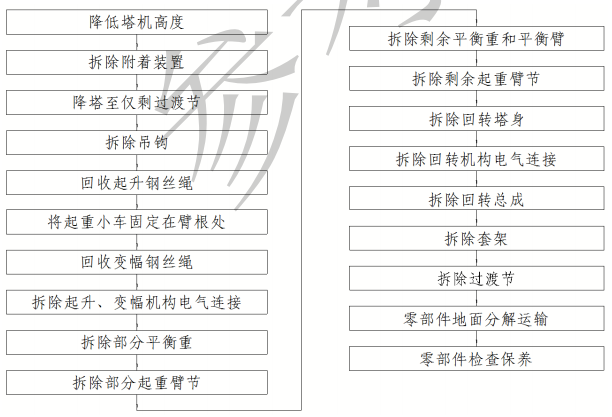 降低塔机高度
拆除附着装置
降塔至仅剩过渡节
拆除吊钩
回收起升钢丝绳
将起重小车固定在臂根处
回收变幅钢丝绳
拆除起升、变幅机构电气连接
拆除部分平衡重
拆除部分起重臂节
拆除剩余平衡重和平衡臂
拆除剩余起重臂节
拆除回转塔身
拆除回转机构电气连接
拆除回转总成
拆除套架
拆除过渡节
零部件地面分解运输
零部件检查保养